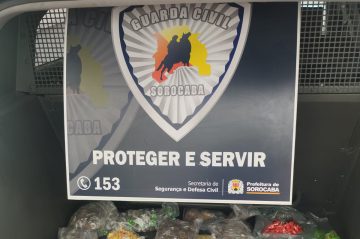 GUARDA CIVIL
SOROCABA
PROTEGER E SERVIR
153
Secretaria de
Segurança e Defesa Civil
Prefeitura de
SOROCABA